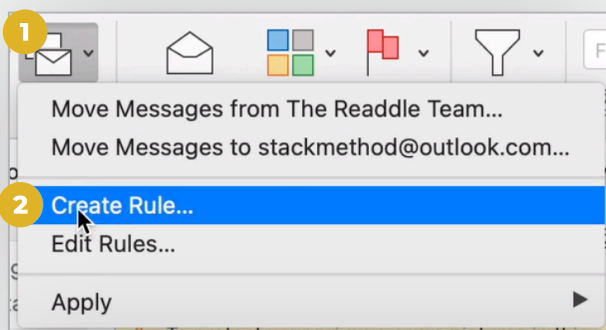 1
F
Move Messages from The Readdle Team...
Move Messages to stackmethod@outlook.com...
2 Create Rule...
Edit Rules...
Apply